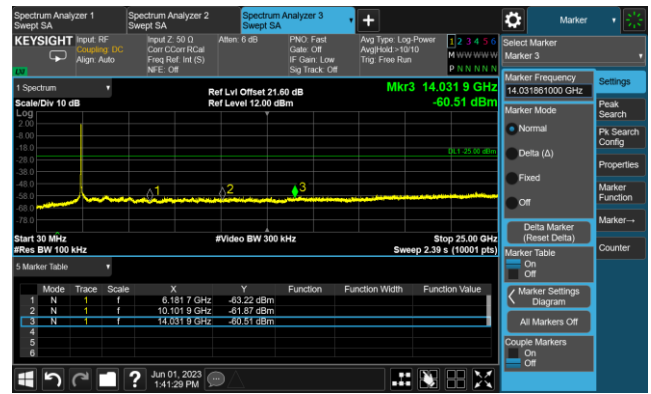 Spectrum Analyzer 1
Swept SA
Spectrum Analyzer 2
Swept SA
Spectrum Analyzer 3
Swept SA
Marker
KEYSIGHT
Input: RF
Coupling: DC
Align: Auto
Input Z: 50 Ω
Corr CCorr RCal
Freq Ref: Int (S)
NFE: Off
Atten: 6 dB
PNO: Fast
Gate: Off
IF Gain: Low
Sig Track: Off
Avg Type: Log-Power
Avg|Hold:>10/10
Trig: Free Run
1 2 3 4 5 6
M W W W W W
P N N N N N
Select Marker
Marker 3
1 Spectrum
Scale/Div 10 dB
Ref Lvl Offset 21.60 dB
Ref Level 12.00 dBm
Mkr3 14.031 9 GHz
-60.51 dBm
Log
2.00
-8.00
-18.0
-28.0
-38.0
-48.0
-58.0
-68.0
-78.0
DL1 -25.00 dBm
1
2
3
Start 30 MHz
#Res BW 100 kHz
#Video BW 300 kHz
Stop 25.00 GHz
Sweep 2.39 s (10001 pts)
5 Marker Table
Mode Trace Scale X Y Function Function Width Function Value
1 N 1 f 6.181 7 GHz -63.22 dBm
2 N 1 f 10.101 9 GHz -61.87 dBm
3 N 1 f 14.031 9 GHz -60.51 dBm
4
5
6
Jun 01, 2023
1:41:29 PM
Marker Frequency
14.031861000 GHz
Marker Mode
Normal
Delta (Δ)
Fixed
Off
Delta Marker
(Reset Delta)
Marker Table
On
Off
Marker Settings
Diagram
All Markers Off
Couple Markers
On
Off
Settings
Peak
Search
Pk Search
Config
Properties
Marker
Function
Marker→
Counter